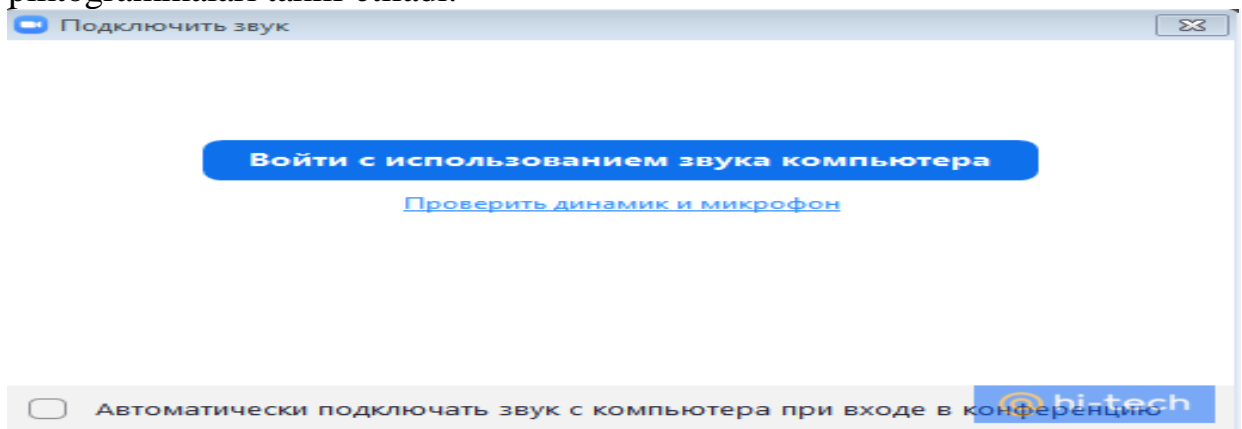 Подключить звук
Войти с использованием звука компьютера
Проверить динамик и микрофон
Автоматически подключать звук с компьютера при входе в конференцию
hi-tech